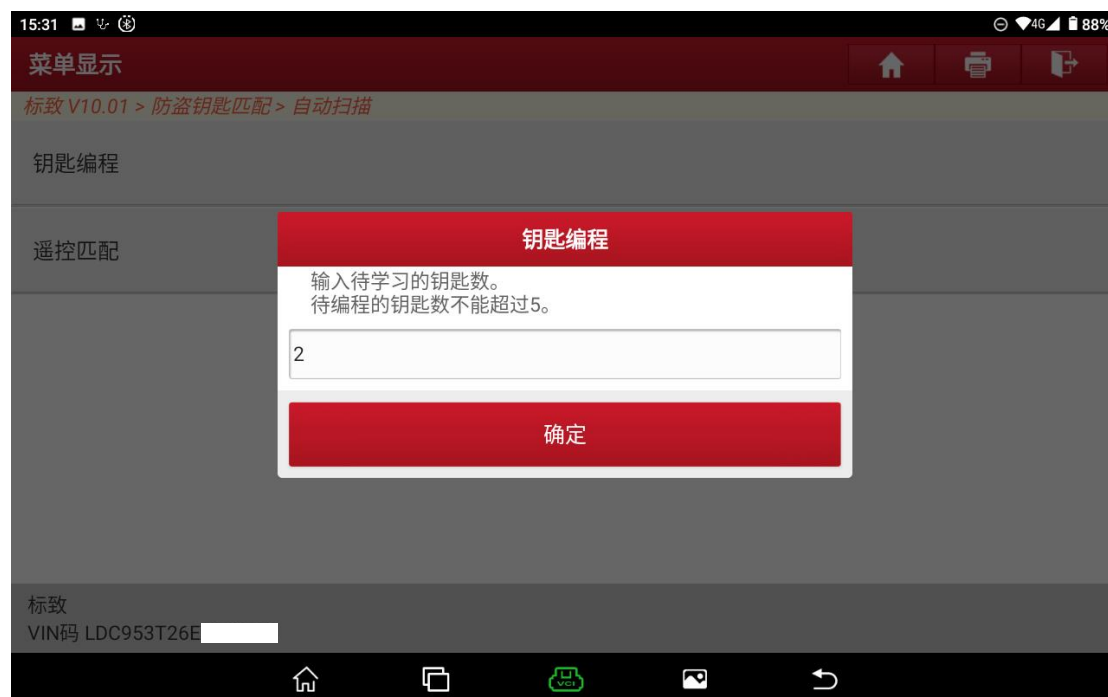 15:31
4G
88%
菜单显示
标致 V10.01 > 防盗钥匙匹配 > 自动扫描
钥匙编程
遥控匹配
钥匙编程
输入待学习的钥匙数。
待编程的钥匙数不能超过5。
2
确定
标致
VIN码 LDC953T26E
VCI